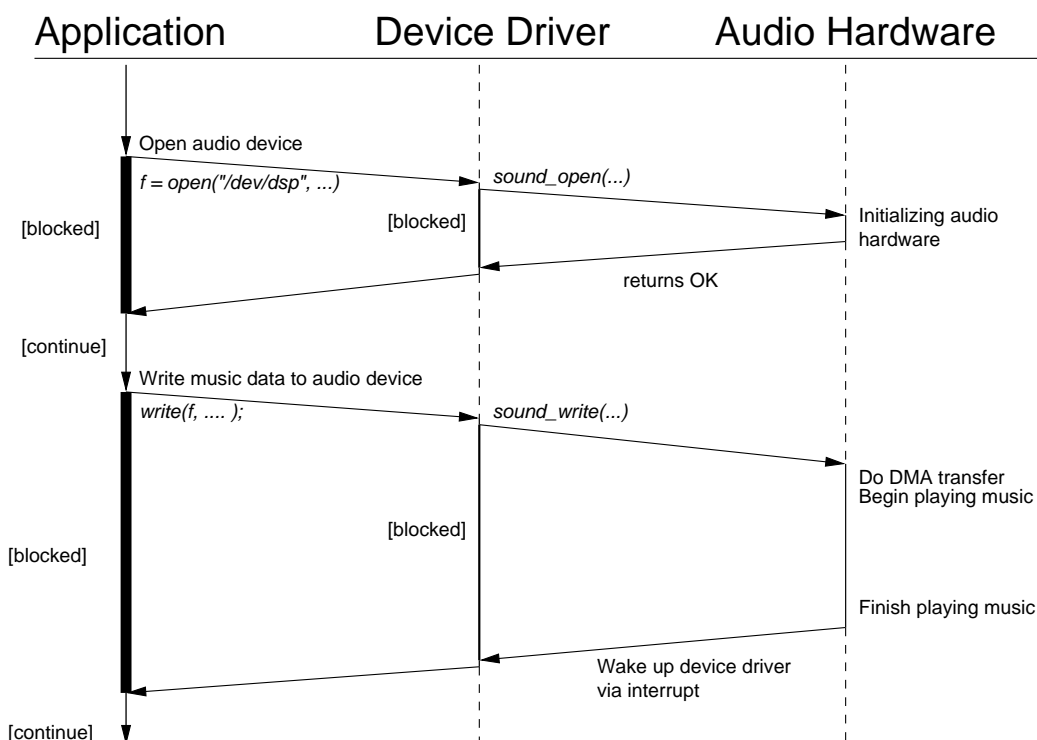 Application Device Driver Audio Hardware
Open audio device
f = open("/dev/dsp", ...)
sound_open(...)
[blocked]
[blocked]
Initializing audio
hardware
returns OK
[continue]
Write music data to audio device
write(f, .... );
sound_write(...)
Do DMA transfer
Begin playing music
[blocked]
[blocked]
Finish playing music
Wake up device driver
via interrupt
[continue]